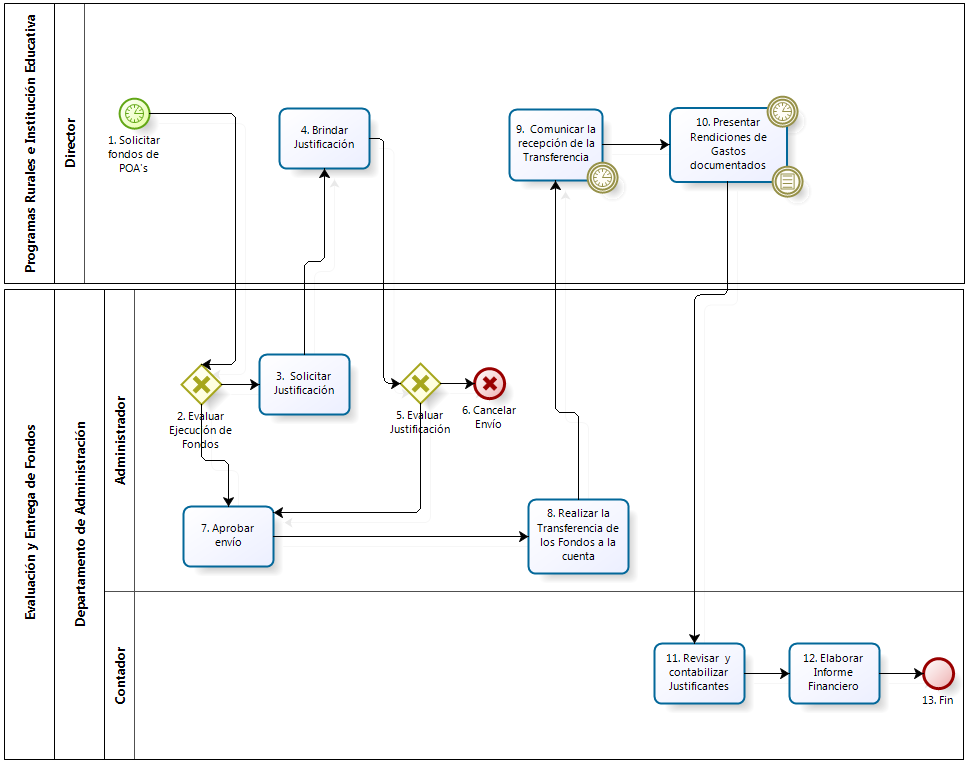 Programas Rurales e Institución Educativa
Director
1. Solicitar
fondos de
POA's
4. Brindar
Justificación
9. Comunicar la
recepción de la
Transferencia
10. Presentar
Rendiciones de
Gastos
documentados
Evaluación y Entrega de Fondos
Departamento de Administración
Administrador
2. Evaluar
Ejecución de
Fondos
3. Solicitar
Justificación
5. Evaluar
Justificación
6. Cancelar
Envío
7. Aprobar
envío
8. Realizar la
Transferencia de
los Fondos a la
cuenta
Contador
11. Revisar y
contabilizar
Justificantes
12. Elaborar
Informe
Financiero
13. Fin